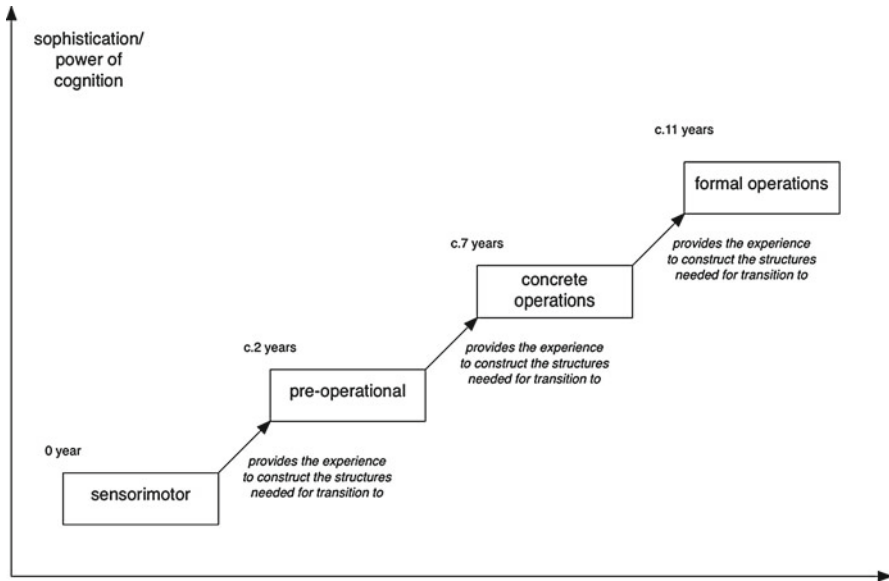 sophistication/
power of
cognition
c.11 years
formal operations
provides the experience
to construct the structures
needed for transition to
c.7 years
concrete
operations
provides the experience
to construct the structures
needed for transition to
c.2 years
pre-operational
provides the experience
to construct the structures
needed for transition to
0 year
sensorimotor